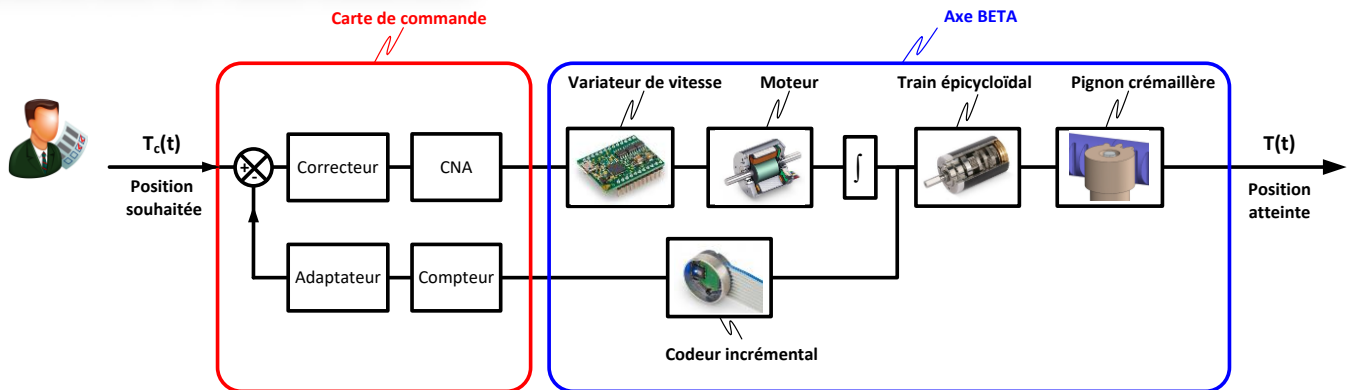 Carte de commande
Axe BETA
Variateur de vitesse
Moteur
Train épicycloïdal
Pignon crémaillère
Tc(t)
Position
souhaitée
+
-
Correcteur
CNA
∫
T(t)
Position
atteinte
Adaptateur
Compteur
Codeur incrémental